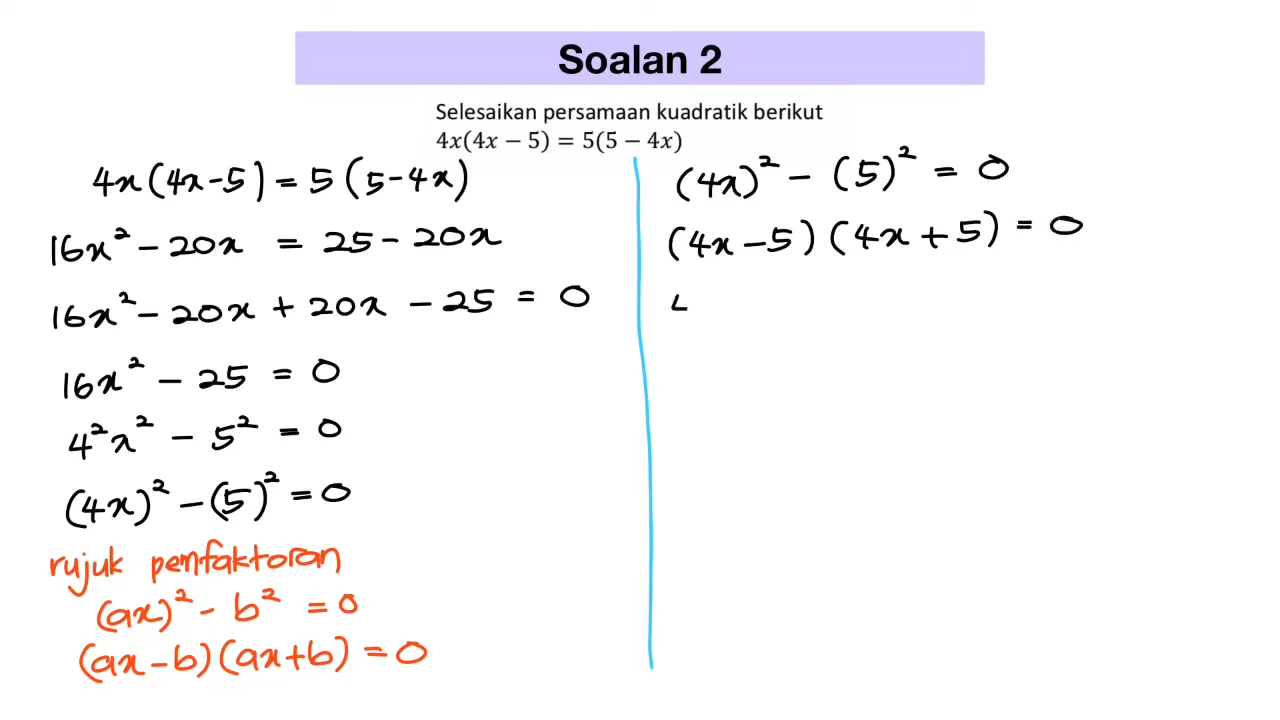 Soalan 2
Selesaikan persamaan kuadratik berikut
4x(4x − 5) = 5(5 − 4x)
4x(4x-5) = 5(5-4x)
16x² - 20x = 25 - 20x
16x² - 20x + 20x - 25 = 0
16x² - 25 = 0
4²x² - 5² = 0
(4x)² - (5)² = 0
rujuk pemfaktoran
(ax)² - b² = 0
(ax-b)(ax+b) = 0
(4x)² - (5)² = 0
(4x-5)(4x+5) = 0
4